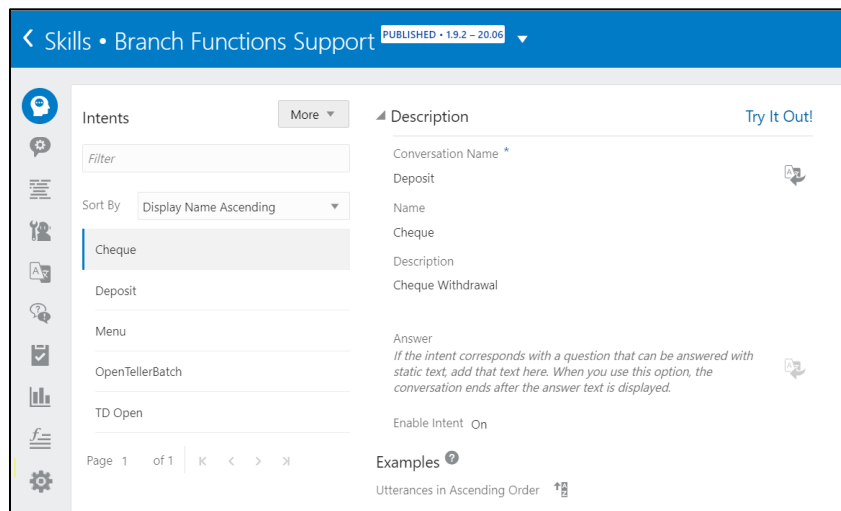 Skills • Branch Functions Support PUBLISHED • 1.9.2 – 20.06
Intents
More
Filter
Sort By Display Name Ascending
Cheque
Deposit
Menu
OpenTellerBatch
TD Open
Page 1 of 1
Description
Try It Out!
Conversation Name *
Deposit
Name
Cheque
Description
Cheque Withdrawal
Answer
If the intent corresponds with a question that can be answered with
static text, add that text here. When you use this option, the
conversation ends after the answer text is displayed.
Enable Intent On
Examples
Utterances in Ascending Order